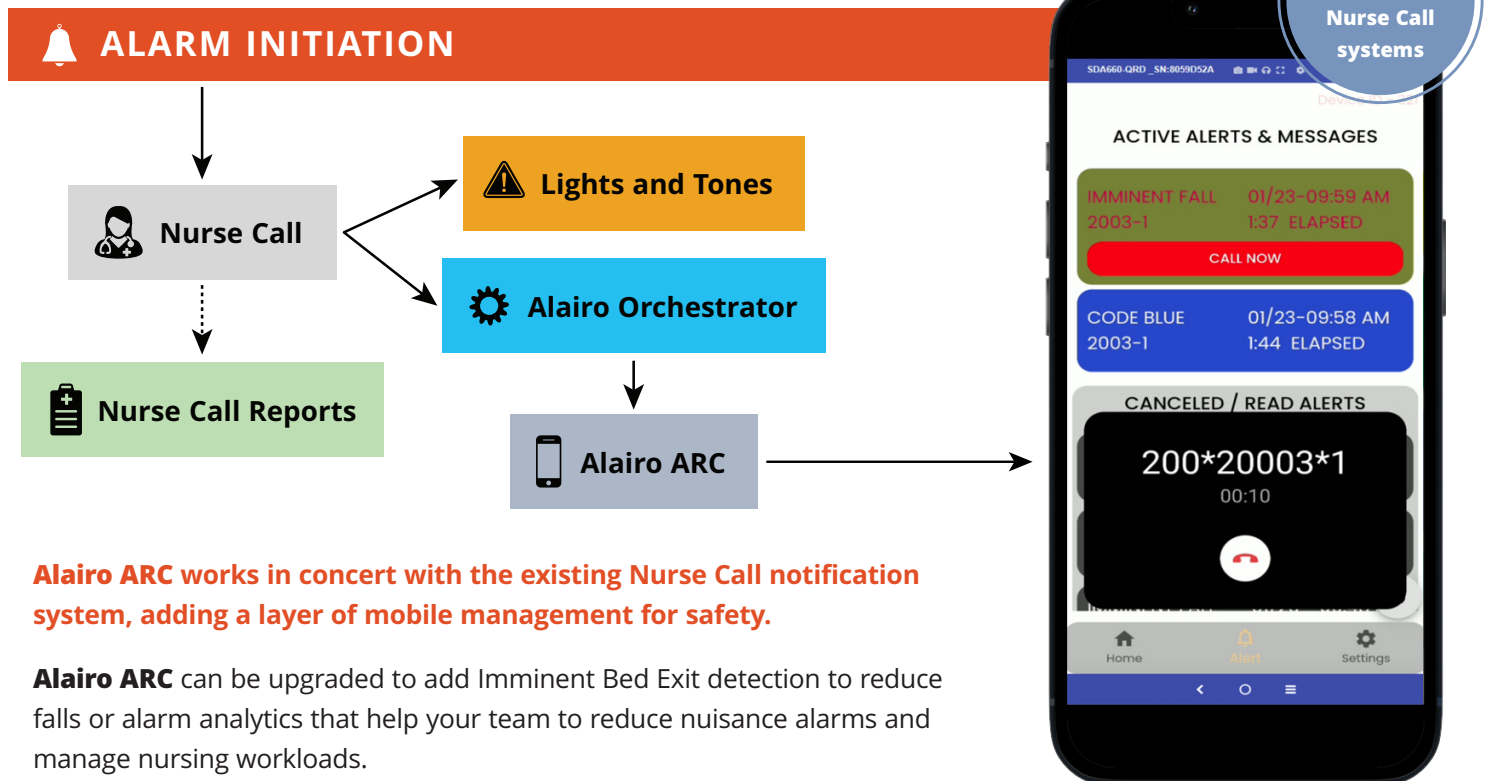 ALARM INITIATION
Nurse Call
systems
Nurse Call
Lights and Tones
Alairo Orchestrator
Nurse Call Reports
Alairo ARC
Alairo ARC works in concert with the existing Nurse Call notification
system, adding a layer of mobile management for safety.
Alairo ARC can be upgraded to add Imminent Bed Exit detection to reduce
falls or alarm analytics that help your team to reduce nuisance alarms and
manage nursing workloads.
SDA660-QRD _SN:8059D52A
ACTIVE ALERTS & MESSAGES
IMMINENT FALL 01/23-09:59 AM
2003-1 1:37 ELAPSED
CALL NOW
CODE BLUE 01/23-09:58 AM
2003-1 1:44 ELAPSED
CANCELED / READ ALERTS
200*20003*1
00:10
Home Alert Settings